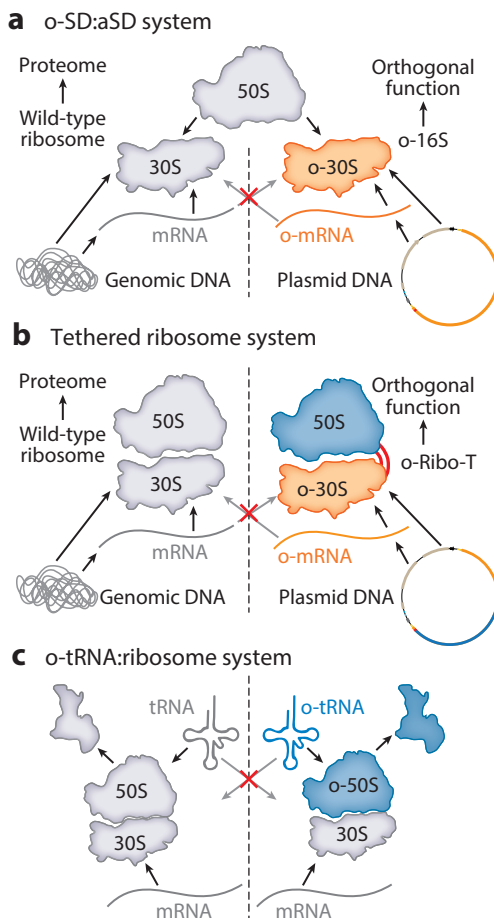 a o-SD:aSD system
Proteome
Wild-type
ribosome
50S
Orthogonal
function
o-16S
30S
o-30S
mRNA
o-mRNA
Genomic DNA
Plasmid DNA
b Tethered ribosome system
Proteome
Wild-type
ribosome
50S
50S
Orthogonal
function
o-Ribo-T
30S
o-30S
mRNA
o-mRNA
Genomic DNA
Plasmid DNA
c o-tRNA:ribosome system
tRNA
o-tRNA
50S
o-50S
30S
30S
mRNA
mRNA